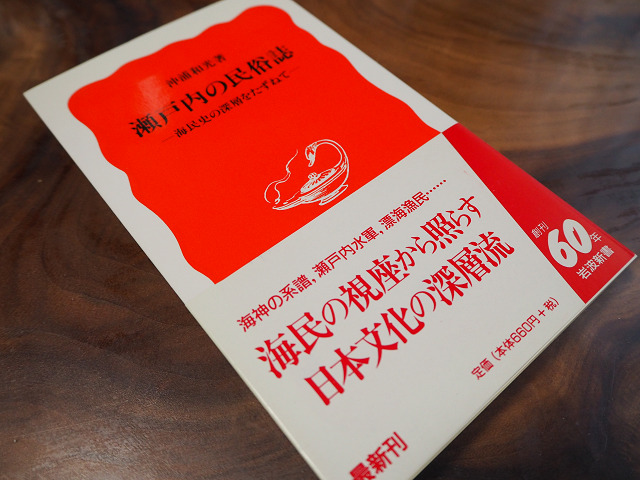 沖浦和光著
瀬戸内の民俗誌
―海民史の深層をたずねて―
海神の系譜,瀬戸内水軍,漂海漁民……
海民の視座から照らす
日本文化の深層流
創刊
60年
岩波新書
定価(本体660円+税)
最新刊